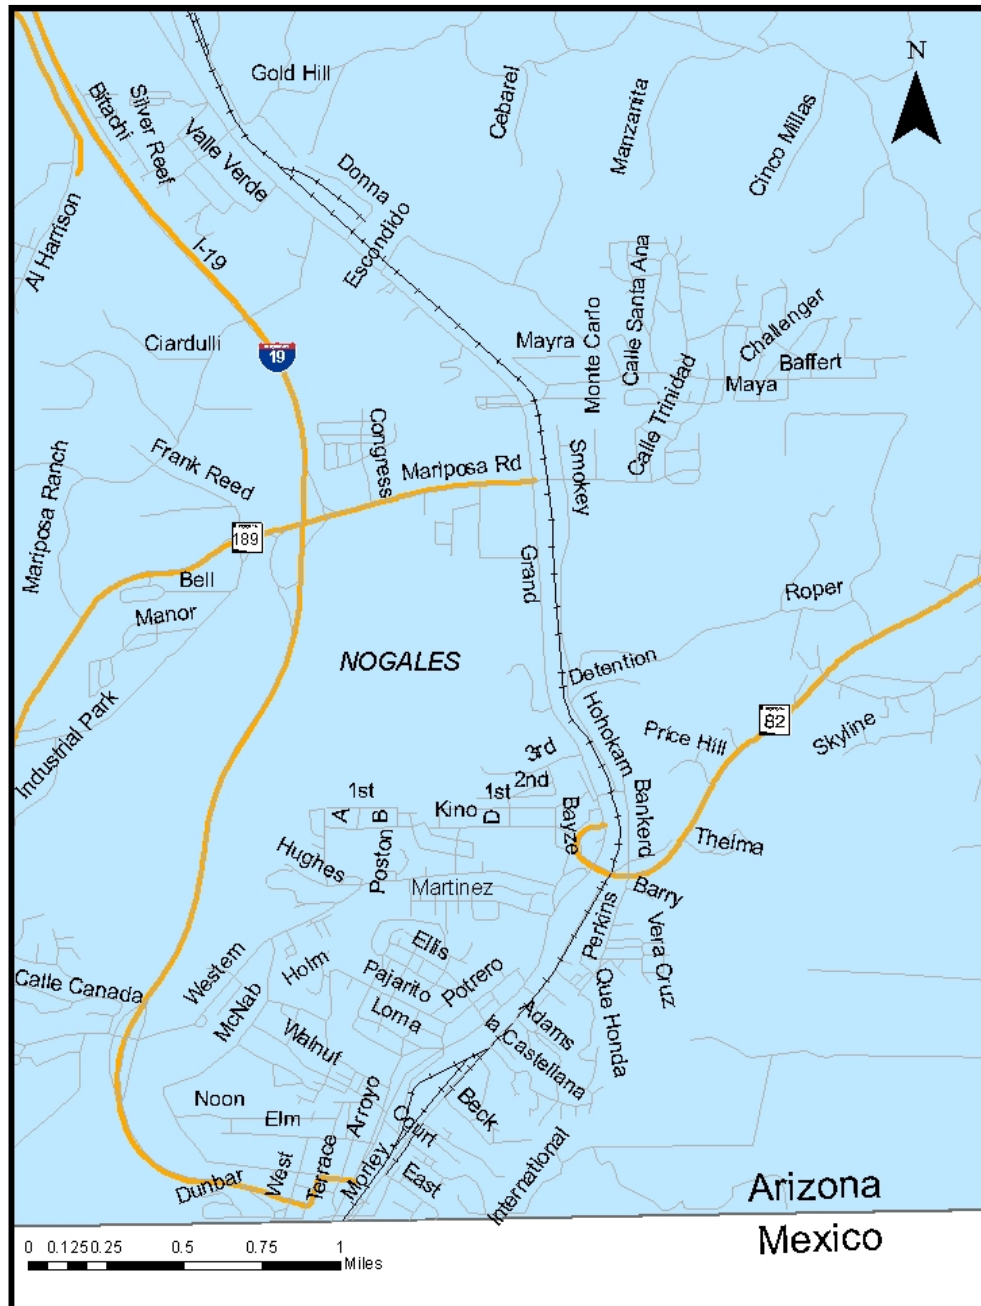 N
Gold Hill
Cebarel
Manzanita
Cinco Millas
Bitachi
Silver Reef
Valle Verde
Donna
Escondido
Al Harrison
I-19
Ciardulli
19
Mayra
Monte Carlo
Calle Santa Ana
Challenger
Baffert
Maya
Calle Trinidad
Congress
Mariposa Rd
Smokey
Frank Reed
Mariposa Ranch
189
Bell
Manor
Grand
Roper
NOGALES
Detention
Industrial Park
Hohokam
Price Hill
82
Skyline
3rd
2nd
1st
1st
A
B
Kino
D
Bayze
Bankerd
Thelma
Hughes
Poston
Martinez
Barry
Perkins
Vera Cruz
Ellis
Western
Holm
Pajarito
Potrero
Calle Canada
McNab
Loma
Que Honda
Adams
la Castellana
Walnut
Noon
Elm
Arroyo
Court
Beck
Dunbar
West
Terrace
Morley
East
International
Arizona
Mexico
0 0.125 0.25 0.5 0.75 1
Miles